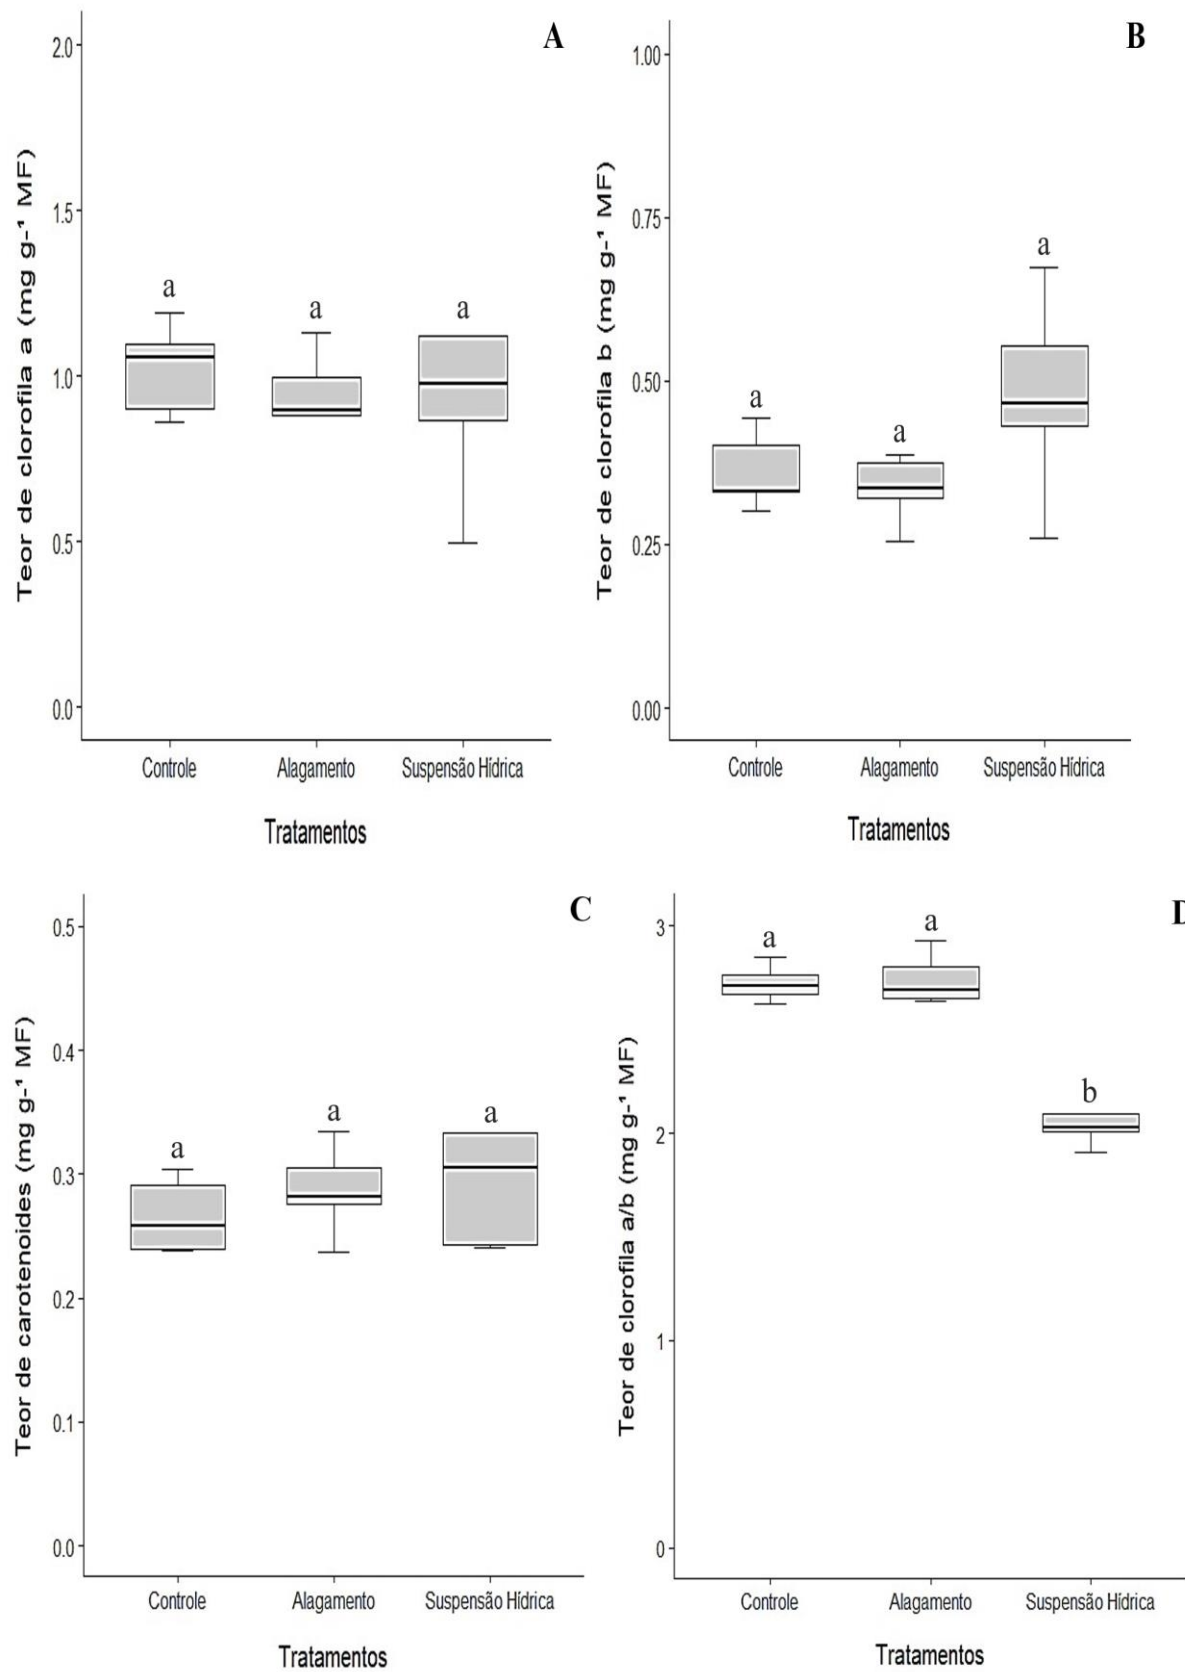 A
Teor de clorofila a (mg g-¹ MF)
2.0
1.5
1.0
0.5
0.0
a
a
a
Controle
Alagamento
Suspensão Hídrica
Tratamentos
B
Teor de clorofila b (mg g-¹ MF)
1.00
0.75
0.50
0.25
0.00
a
a
a
Controle
Alagamento
Suspensão Hídrica
Tratamentos
C
Teor de carotenoides (mg g-¹ MF)
0.5
0.4
0.3
0.2
0.1
0.0
a
a
a
Controle
Alagamento
Suspensão Hídrica
Tratamentos
D
Teor de clorofila a/b (mg g-¹ MF)
3
2
1
0
a
a
b
Controle
Alagamento
Suspensão Hídrica
Tratamentos